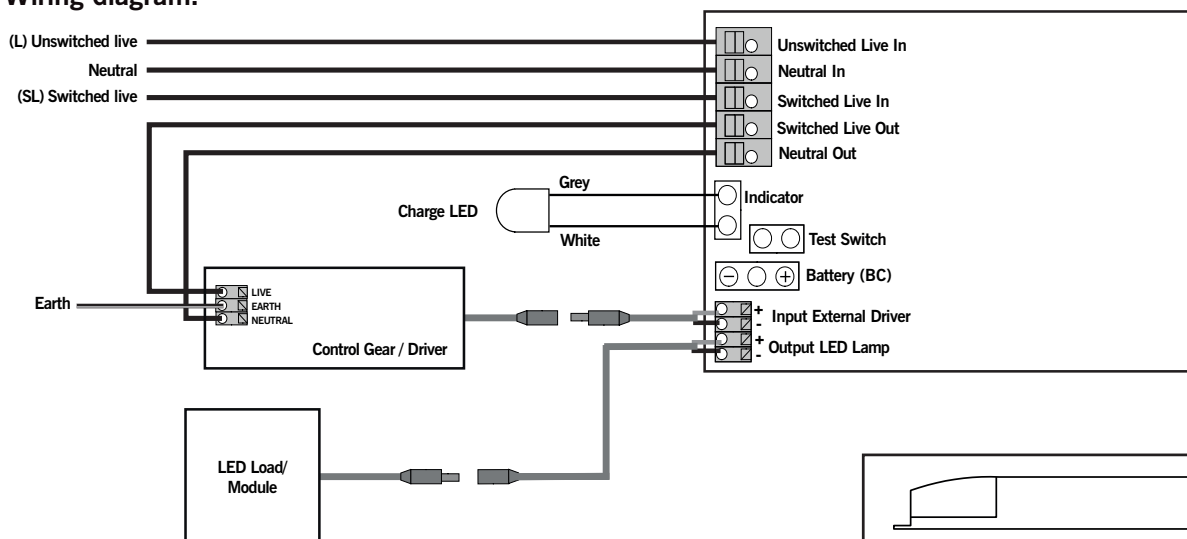 Wiring diagram:
(L) Unswitched live
Unswitched Live In
Neutral
Neutral In
(SL) Switched live
Switched Live In
Switched Live Out
Neutral Out
Grey
Indicator
Charge LED
White
Test Switch
- + Battery (BC)
Earth
LIVE
EARTH
NEUTRAL
Control Gear / Driver
+
- Input External Driver
+
- Output LED Lamp
LED Load/
Module